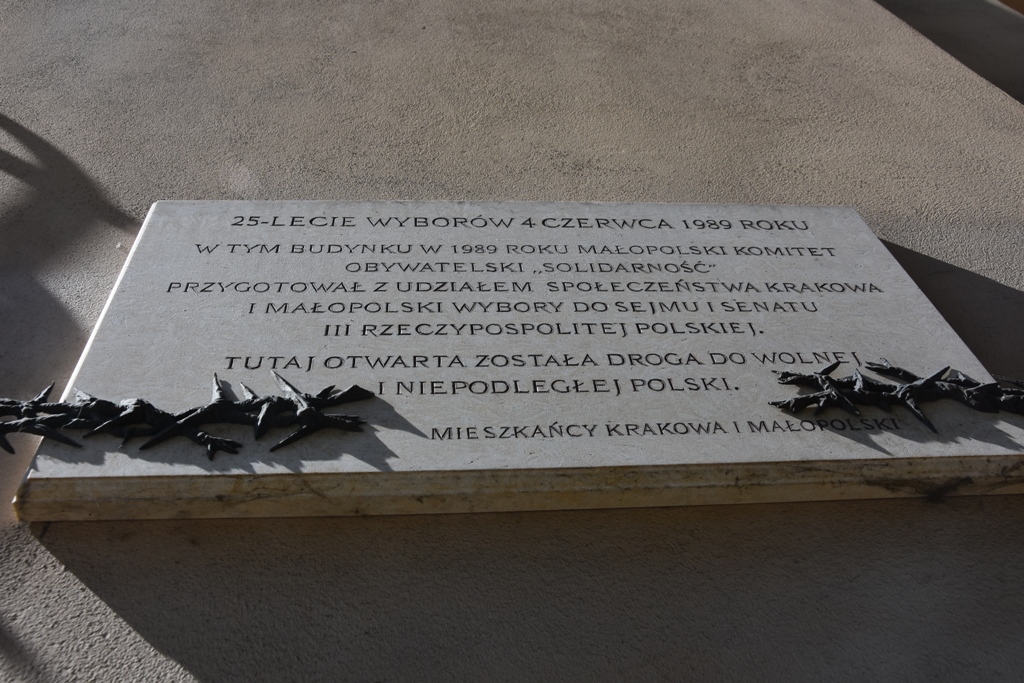 25-LECIE WYBORÓW 4 CZERWCA 1989 ROKU
W TYM BUDYNKU W 1989 ROKU MAŁOPOLSKI KOMITET
OBYWATELSKI „SOLIDARNOŚĆ”
PRZYGOTOWAŁ Z UDZIAŁEM SPOŁECZEŃSTWA KRAKOWA
I MAŁOPOLSKI WYBORY DO SEJMU I SENATU
III RZECZYPOSPOLITEJ POLSKIEJ.
TUTAJ OTWARTA ZOSTAŁA DROGA DO WOLNEJ
I NIEPODLEGŁEJ POLSKI.
MIESZKAŃCY KRAKOWA I MAŁOPOLSKI